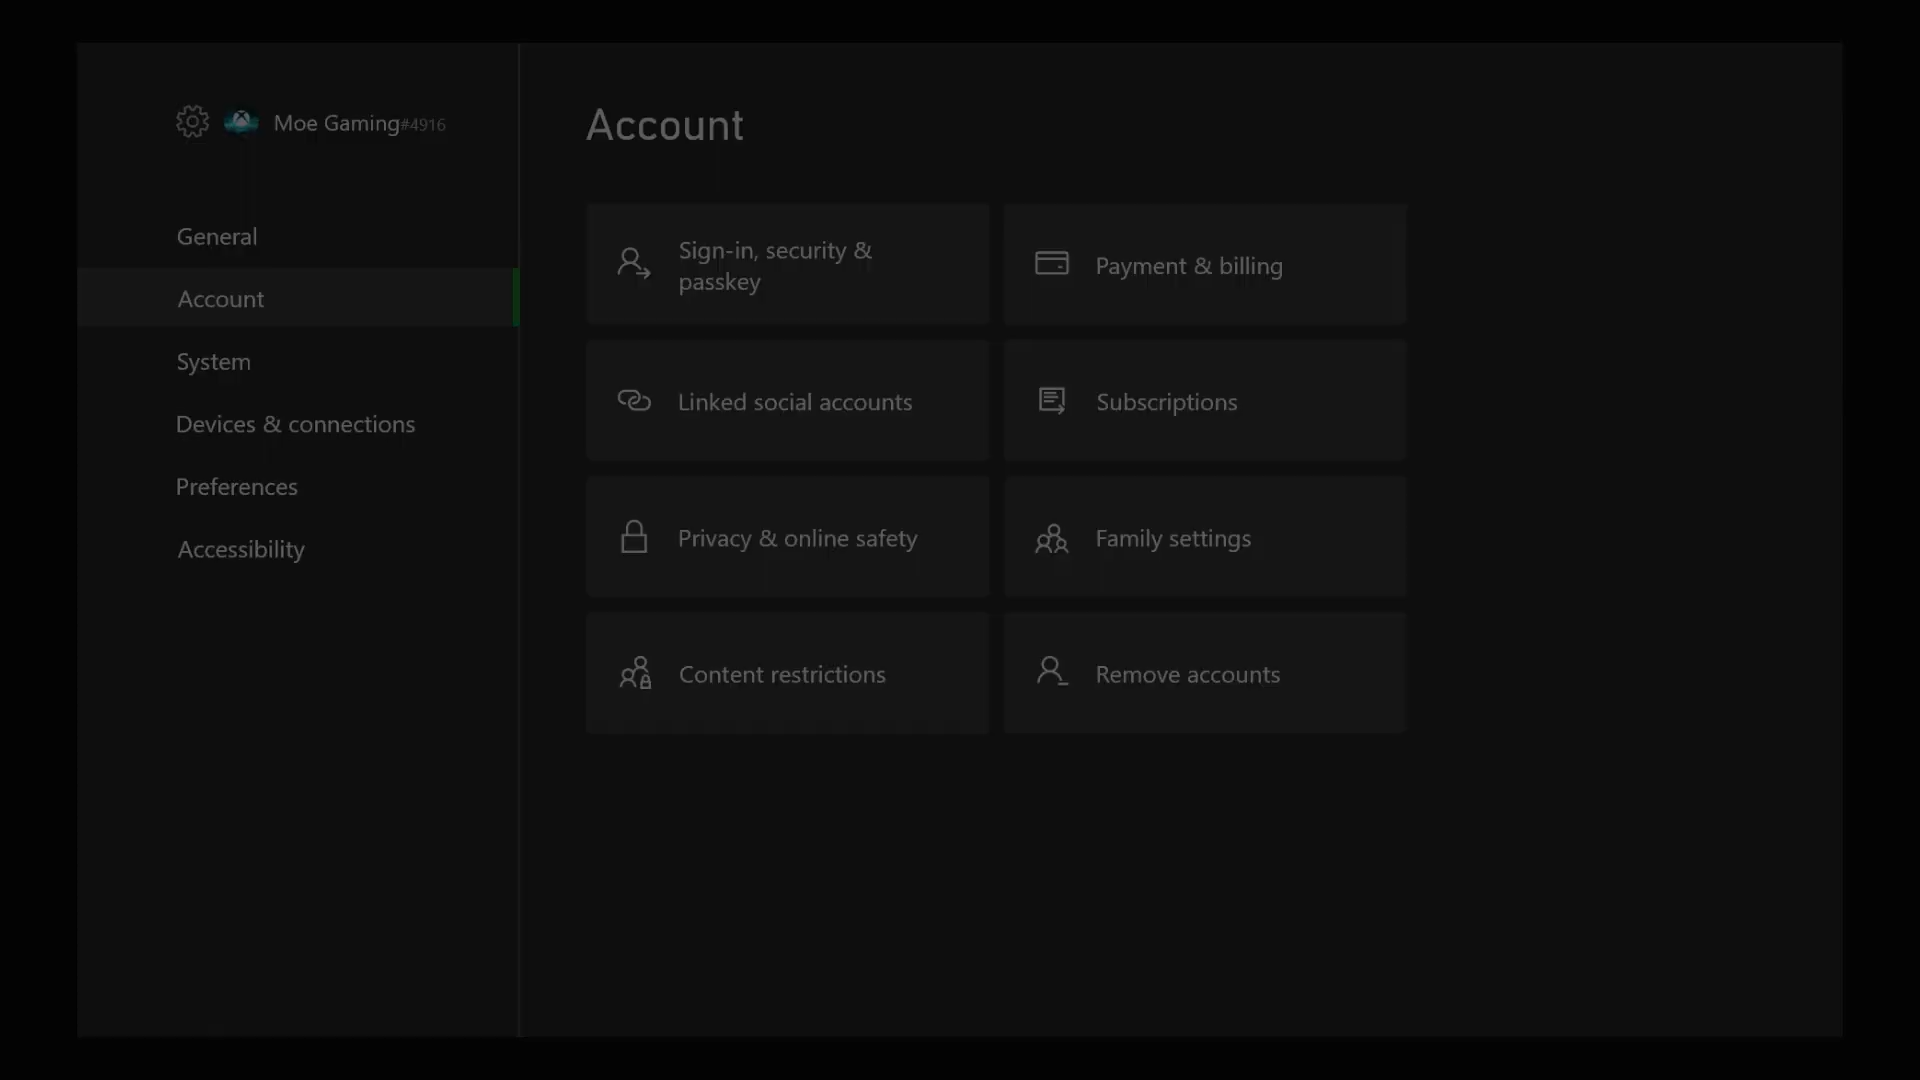 Moe Gaming#4916
General
Account
System
Devices & connections
Preferences
Accessibility
Account
Sign-in, security &
passkey
Payment & billing
Linked social accounts
Subscriptions
Privacy & online safety
Family settings
Content restrictions
Remove accounts